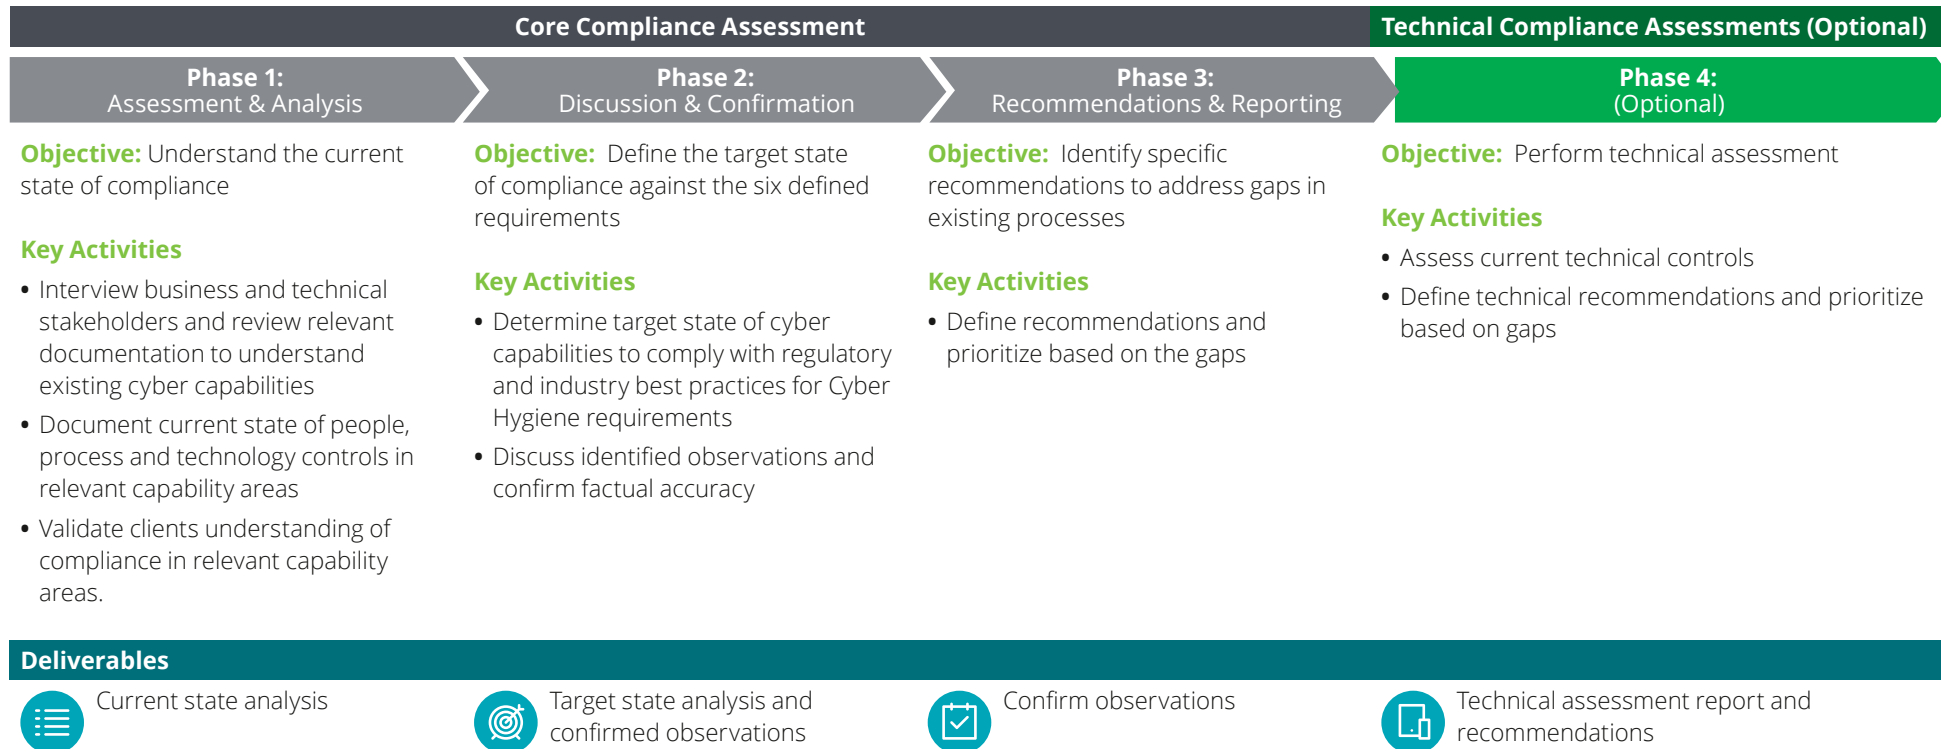 Core Compliance Assessment
Technical Compliance Assessments (Optional)
Phase 1:
Assessment & Analysis
Phase 2:
Discussion & Confirmation
Phase 3:
Recommendations & Reporting
Phase 4:
(Optional)
Objective: Understand the current
state of compliance
Key Activities
• Interview business and technical
stakeholders and review relevant
documentation to understand
existing cyber capabilities
• Document current state of people,
process and technology controls in
relevant capability areas
• Validate clients understanding of
compliance in relevant capability
areas.
Objective: Define the target state
of compliance against the six defined
requirements
Key Activities
• Determine target state of cyber
capabilities to comply with regulatory
and industry best practices for Cyber
Hygiene requirements
• Discuss identified observations and
confirm factual accuracy
Objective: Identify specific
recommendations to address gaps in
existing processes
Key Activities
• Define recommendations and
prioritize based on the gaps
Objective: Perform technical assessment
Key Activities
• Assess current technical controls
• Define technical recommendations and prioritize
based on gaps
Deliverables
Current state analysis
Target state analysis and
confirmed observations
Confirm observations
Technical assessment report and
recommendations